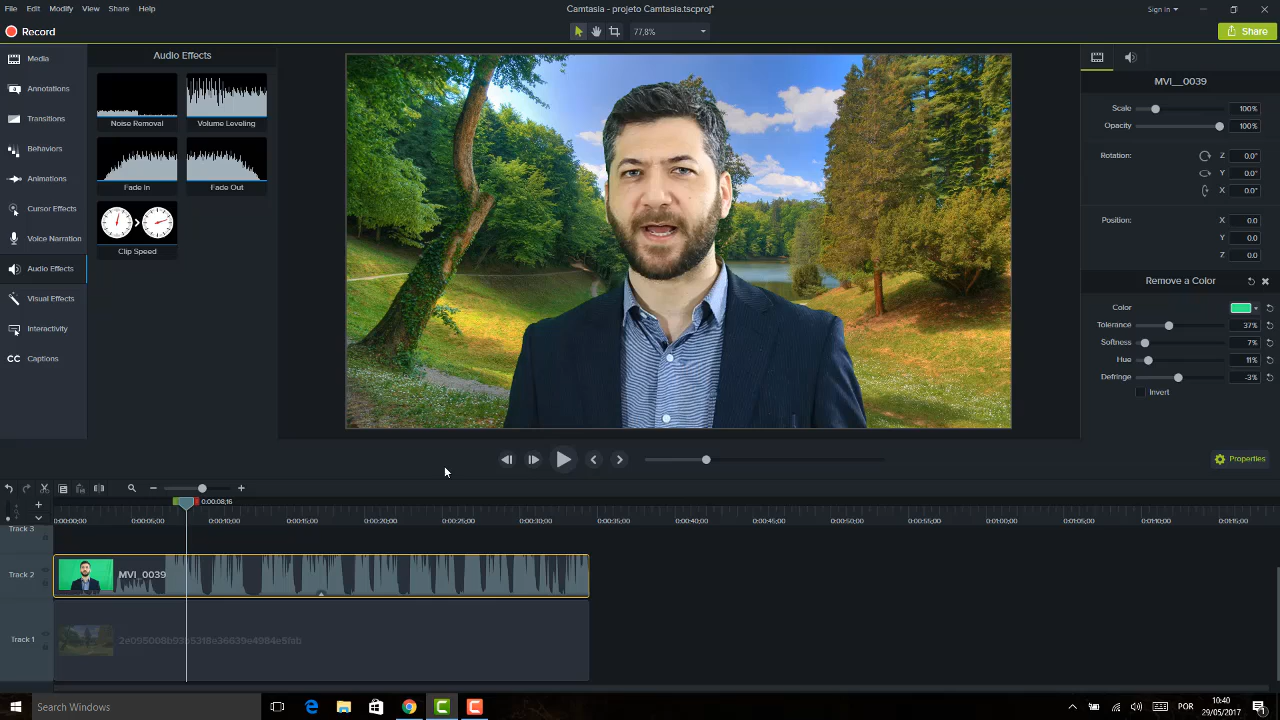 File Edit Modify View Share Help
Camtasia - projeto Camtasia.tscproj*
Sign in
Record
77,8%
Share
Media
Annotations
Transitions
Behaviors
Animations
Cursor Effects
Voice Narration
Audio Effects
Visual Effects
Interactivity
CC Captions
Audio Effects
Noise Removal
Volume Leveling
Fade In
Fade Out
Clip Speed
MVI__0039
Scale 100%
Opacity 100%
Rotation: Z 0.0°
Y 0.0°
X 0.0°
Position: X 0.0
Y 0.0
Z 0.0
Remove a Color
Color
Tolerance 37%
Softness 7%
Hue 11%
Defringe -3%
Invert
Properties
0:00:08;16
0:00:00;00 0:00:05;00 0:00:10;00 0:00:15;00 0:00:20;00 0:00:25;00 0:00:30;00 0:00:35;00 0:00:40;00 0:00:45;00 0:00:50;00 0:00:55;00 0:01:00;00 0:01:05;00 0:01:10;00 0:01:15;00
Track 3
Track 2
MVI_0039
Track 1
Search Windows
POR
10:40
29/05/2017